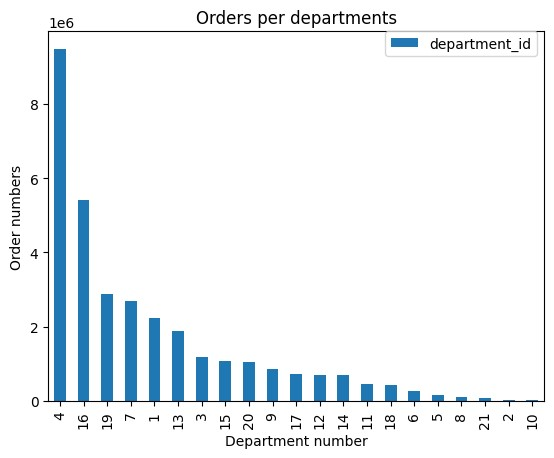 Orders per departments
1e6
department_id
8
6
4
2
0
Order numbers
4 16 19 7 1 13 3 15 20 9 17 12 14 11 18 6 5 8 21 2 10
Department number